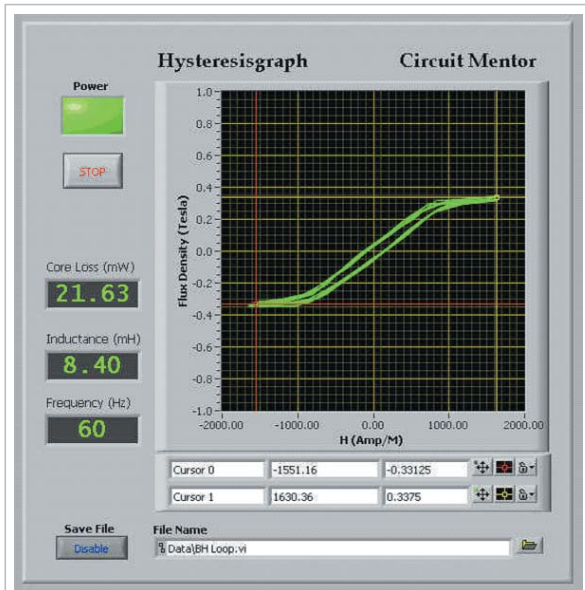 Hysteresisgraph Circuit Mentor
Power
STOP
Core Loss (mW)
21.63
Inductance (mH)
8.40
Frequency (Hz)
60
Flux Density (Tesla)
1.0
0.8
0.6
0.4
0.2
0.0
-0.2
-0.4
-0.6
-0.8
-1.0
-2000.00 -1000.00 0.00 1000.00 2000.00
H (Amp/M)
Cursor 0 -1551.16 -0.33125
Cursor 1 1630.36 0.3375
Save File
Disable
File Name
Data\BH Loop.vi